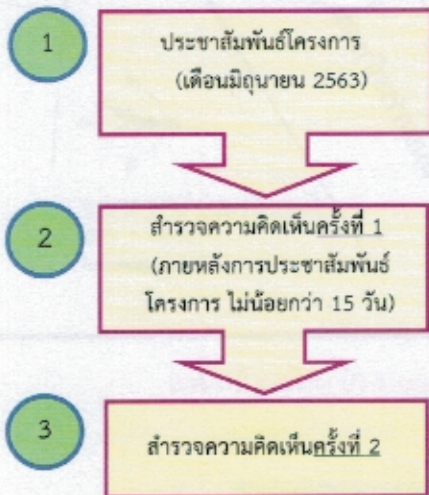 1
ประชาสัมพันธ์โครงการ
(เดือนมิถุนายน 2563)
2
สำรวจความคิดเห็นครั้งที่ 1
(ภายหลังการประชาสัมพันธ์
โครงการ ไม่น้อยกว่า 15 วัน)
3
สำรวจความคิดเห็นครั้งที่ 2